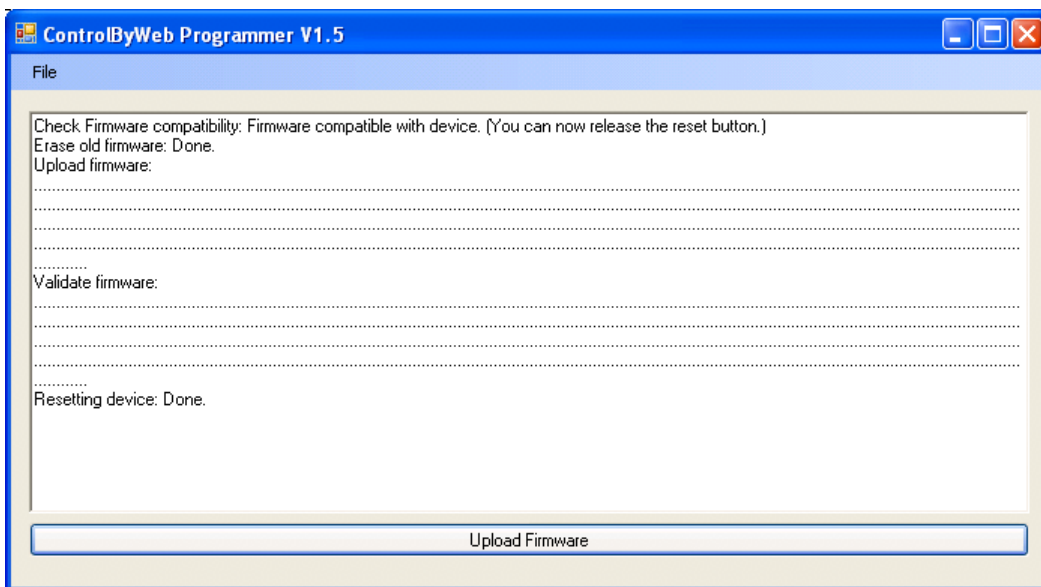 ControlByWeb Programmer V1.5
File
Check Firmware compatibility: Firmware compatible with device. (You can now release the reset button.)
Erase old firmware: Done.
Upload firmware:
....................................................................................................................................................................
....................................................................................................................................................................
....................................................................................................................................................................
....................................................................................................................................................................
............
Validate firmware:
....................................................................................................................................................................
....................................................................................................................................................................
....................................................................................................................................................................
....................................................................................................................................................................
............
Resetting device: Done.
Upload Firmware